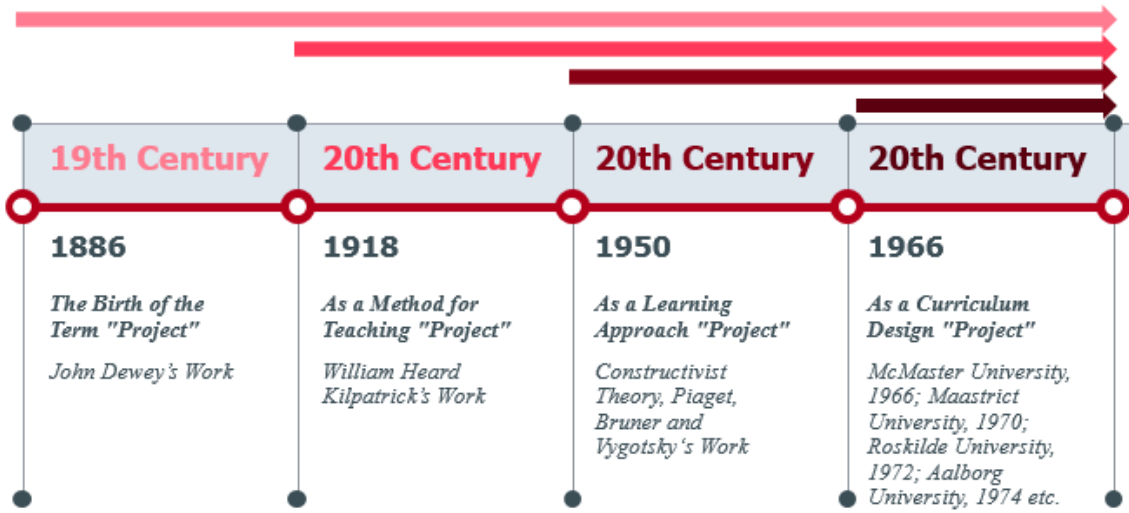 19th Century
1886
The Birth of the
Term "Project"
John Dewey's Work
20th Century
1918
As a Method for
Teaching "Project"
William Heard
Kilpatrick's Work
20th Century
1950
As a Learning
Approach "Project"
Constructivist
Theory, Piaget,
Bruner and
Vygotsky‘s Work
20th Century
1966
As a Curriculum
Design "Project"
McMaster University,
1966; Maastrict
University, 1970;
Roskilde University,
1972; Aalborg
University, 1974 etc.